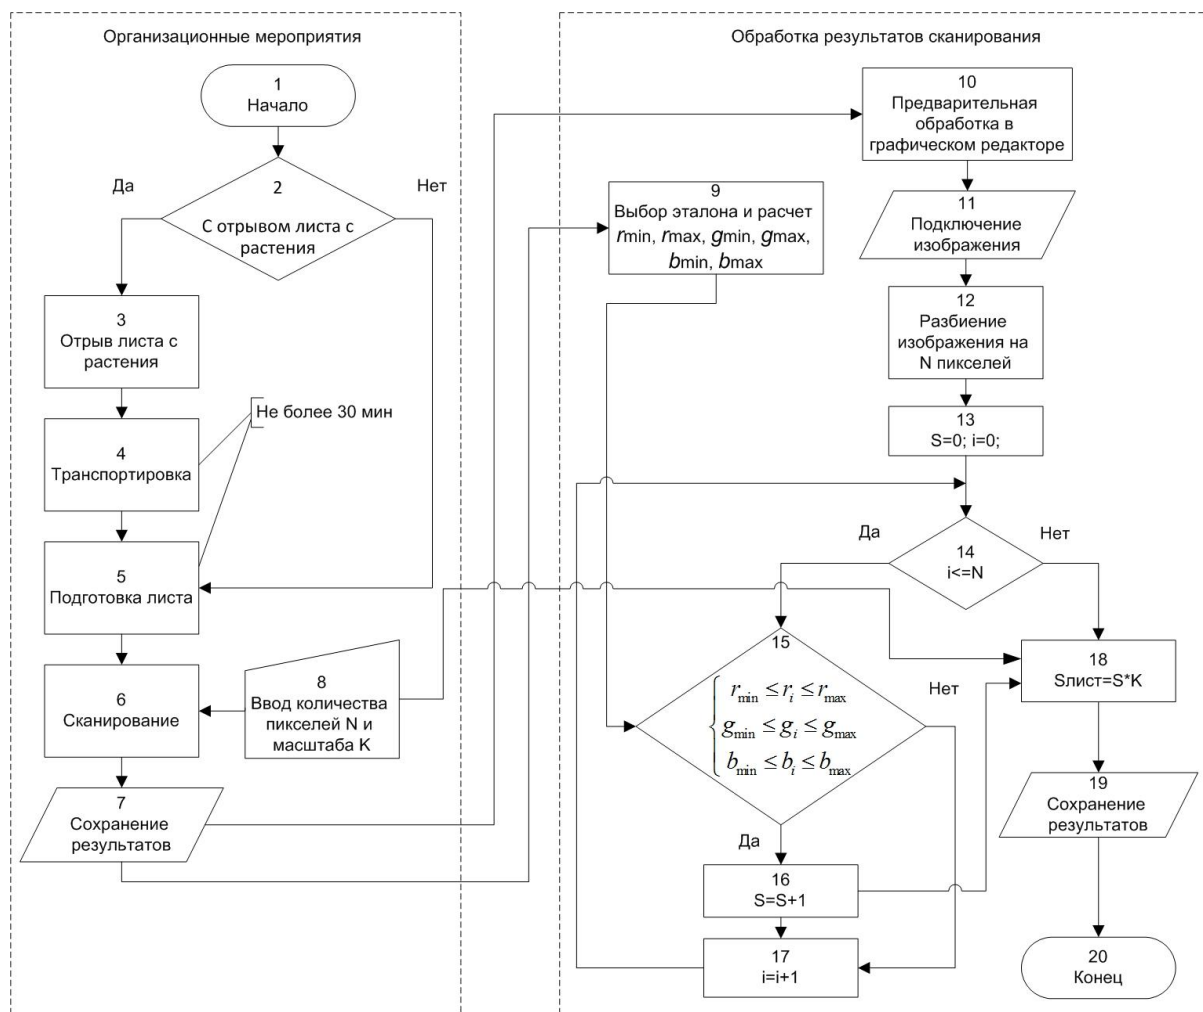 Организационные мероприятия
1
Начало
2
С отрывом листа с
растения
Да
Нет
3
Отрыв листа с
растения
4
Транспортировка
Не более 30 мин
5
Подготовка листа
6
Сканирование
7
Сохранение
результатов
8
Ввод количества
пикселей N и
масштаба K
Обработка результатов сканирования
9
Выбор эталона и расчет
rmin, rmax, gmin, gmax,
bmin, bmax
10
Предварительная
обработка в
графическом редакторе
11
Подключение
изображения
12
Разбиение
изображения на
N пикселей
13
S=0; i=0;
14
i<=N
Да
Нет
15
rmin ≤ ri ≤ rmax
gmin ≤ gi ≤ gmax
bmin ≤ bi ≤ bmax
Нет
Да
16
S=S+1
17
i=i+1
18
Sлист=S*K
19
Сохранение
результатов
20
Конец